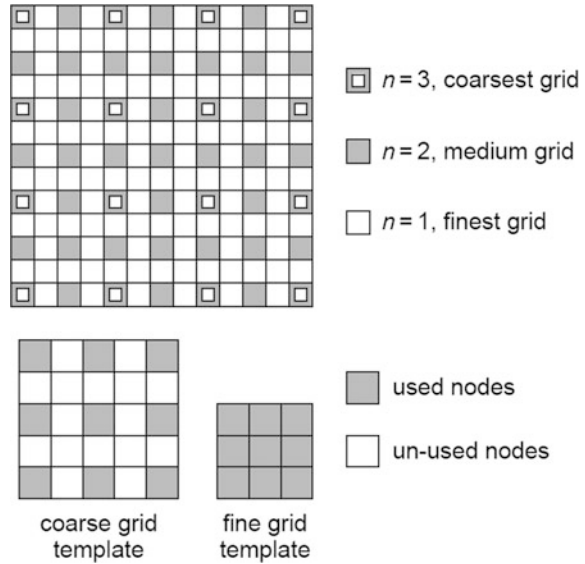 n = 3, coarsest grid
n = 2, medium grid
n = 1, finest grid
used nodes
un-used nodes
coarse grid
template
fine grid
template